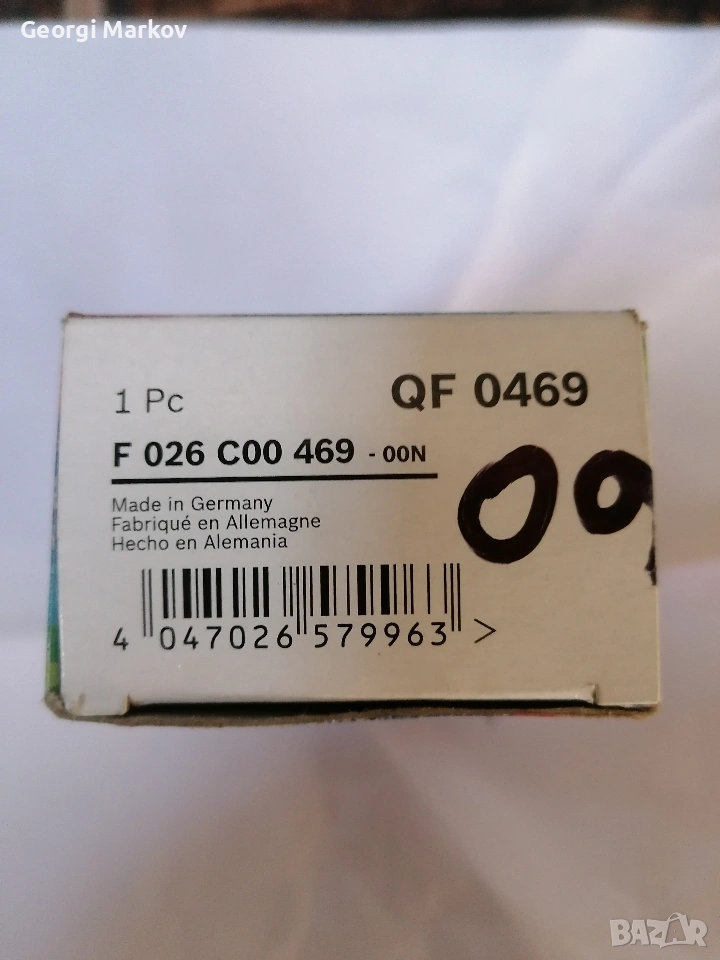 Georgi Markov
1 Pc
QF 0469
F 026 C00 469 - 00N
Made in Germany
Fabriqué en Allemagne
Hecho en Alemania
4 047026 579963 >
BAZAR